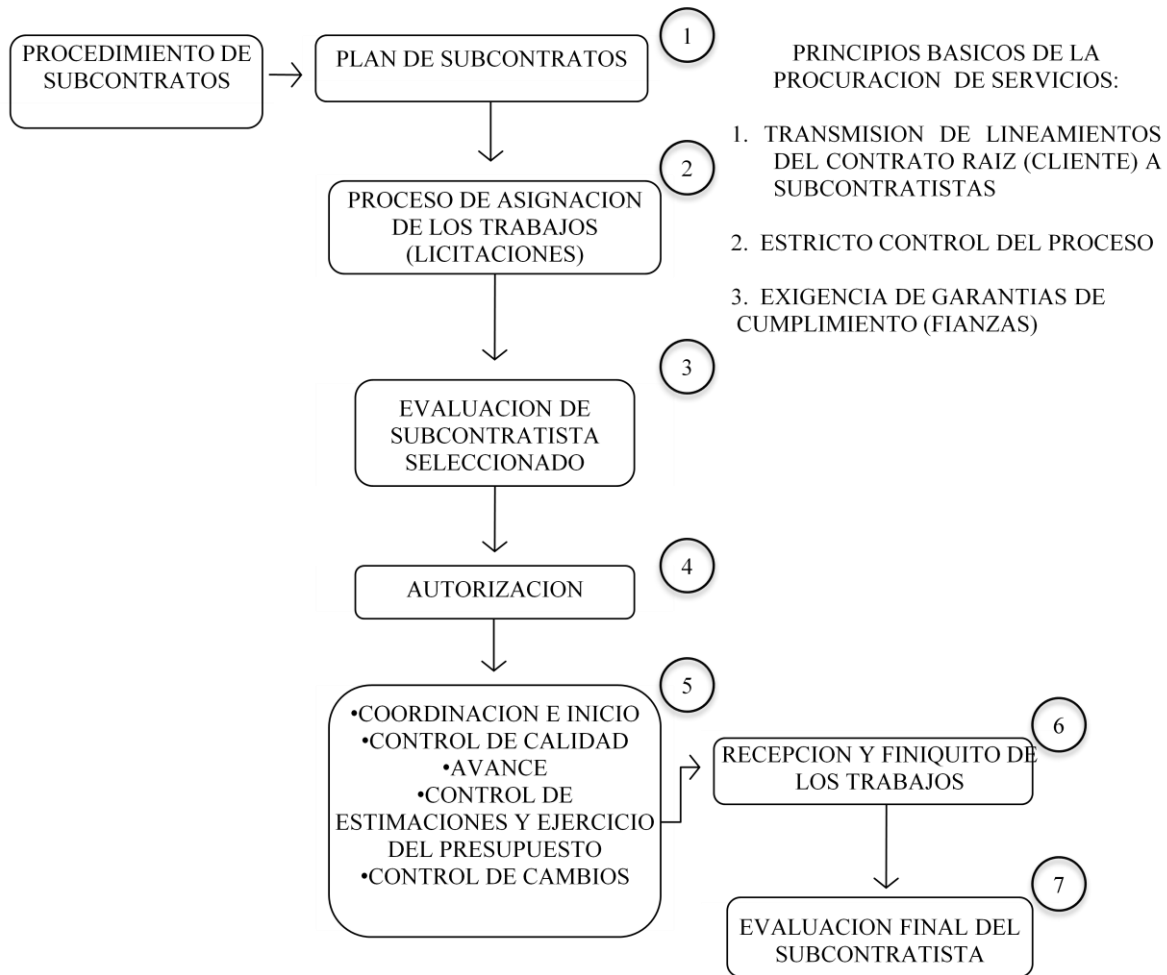 PROCEDIMIENTO DE
SUBCONTRATOS
PLAN DE SUBCONTRATOS
1
PROCESO DE ASIGNACION
DE LOS TRABAJOS
(LICITACIONES)
2
EVALUACION DE
SUBCONTRATISTA
SELECCIONADO
3
AUTORIZACION
4
•COORDINACION E INICIO
•CONTROL DE CALIDAD
•AVANCE
•CONTROL DE
ESTIMACIONES Y EJERCICIO
DEL PRESUPUESTO
•CONTROL DE CAMBIOS
5
RECEPCION Y FINIQUITO DE
LOS TRABAJOS
6
EVALUACION FINAL DEL
SUBCONTRATISTA
7
PRINCIPIOS BASICOS DE LA
PROCURACION DE SERVICIOS:
1. TRANSMISION DE LINEAMIENTOS
DEL CONTRATO RAIZ (CLIENTE) A
SUBCONTRATISTAS
2. ESTRICTO CONTROL DEL PROCESO
3. EXIGENCIA DE GARANTIAS DE
CUMPLIMIENTO (FIANZAS)